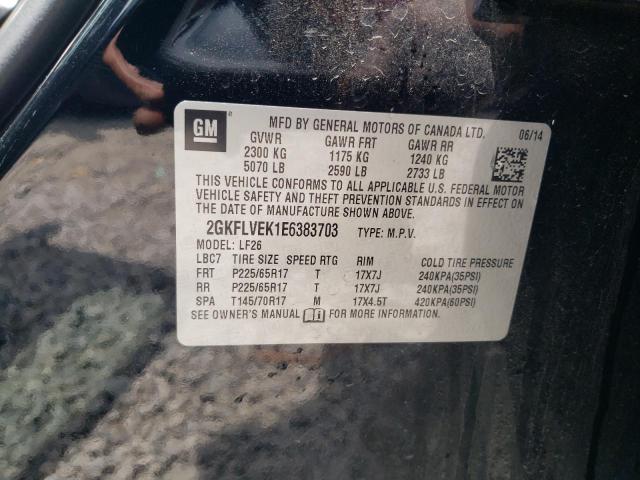 GM
MFD BY GENERAL MOTORS OF CANADA LTD. 06/14
GVWR GAWR FRT GAWR RR
2300 KG 1175 KG 1240 KG
5070 LB 2590 LB 2733 LB
THIS VEHICLE CONFORMS TO ALL APPLICABLE U.S. FEDERAL MOTOR
VEHICLE SAFETY AND THEFT PREVENTION STANDARDS IN EFFECT ON THE
DATE OF MANUFACTURE SHOWN ABOVE.
2GKFLVEK1E6383703 TYPE: M.P.V.
MODEL: LF26
LBC7 TIRE SIZE SPEED RTG RIM COLD TIRE PRESSURE
FRT P225/65R17 T 17X7J 240KPA(35PSI)
RR P225/65R17 T 17X7J 240KPA(35PSI)
SPA T145/70R17 M 17X4.5T 420KPA(60PSI)
SEE OWNER'S MANUAL FOR MORE INFORMATION.